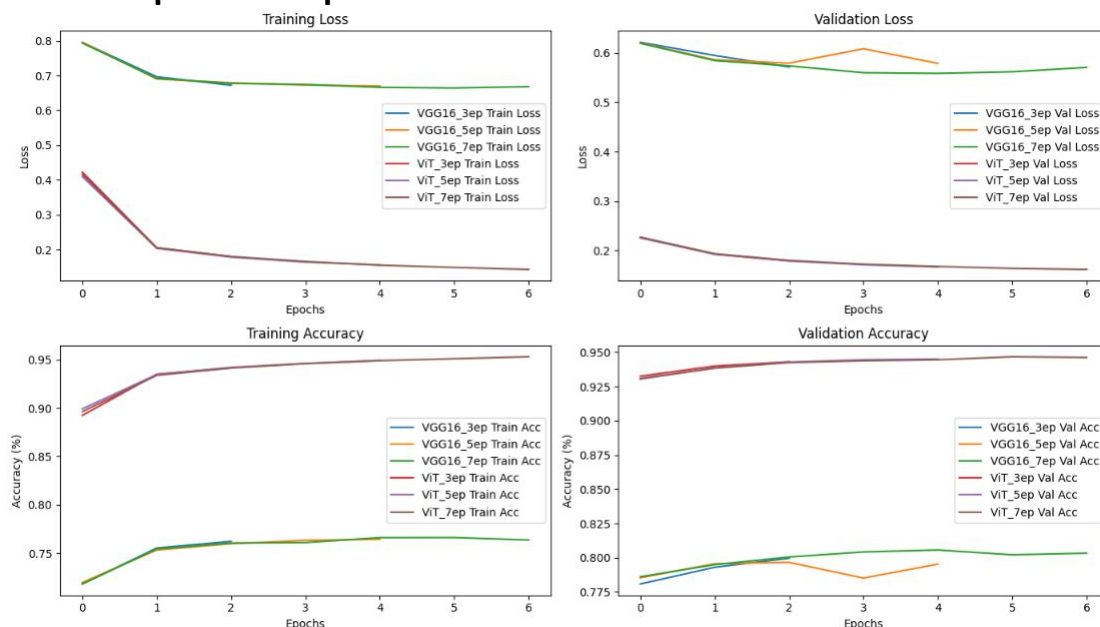 Training Loss
Loss
0.8
0.7
0.6
0.5
0.4
0.3
0.2
VGG16_3ep Train Loss
VGG16_5ep Train Loss
VGG16_7ep Train Loss
ViT_3ep Train Loss
ViT_5ep Train Loss
ViT_7ep Train Loss
0 1 2 3 4 5 6
Epochs
Validation Loss
Loss
0.6
0.5
0.4
0.3
0.2
VGG16_3ep Val Loss
VGG16_5ep Val Loss
VGG16_7ep Val Loss
ViT_3ep Val Loss
ViT_5ep Val Loss
ViT_7ep Val Loss
0 1 2 3 4 5 6
Epochs
Training Accuracy
Accuracy (%)
0.95
0.90
0.85
0.80
0.75
VGG16_3ep Train Acc
VGG16_5ep Train Acc
VGG16_7ep Train Acc
ViT_3ep Train Acc
ViT_5ep Train Acc
ViT_7ep Train Acc
0 1 2 3 4 5 6
Epochs
Validation Accuracy
Accuracy (%)
0.950
0.925
0.900
0.875
0.850
0.825
0.800
0.775
VGG16_3ep Val Acc
VGG16_5ep Val Acc
VGG16_7ep Val Acc
ViT_3ep Val Acc
ViT_5ep Val Acc
ViT_7ep Val Acc
0 1 2 3 4 5 6
Epochs